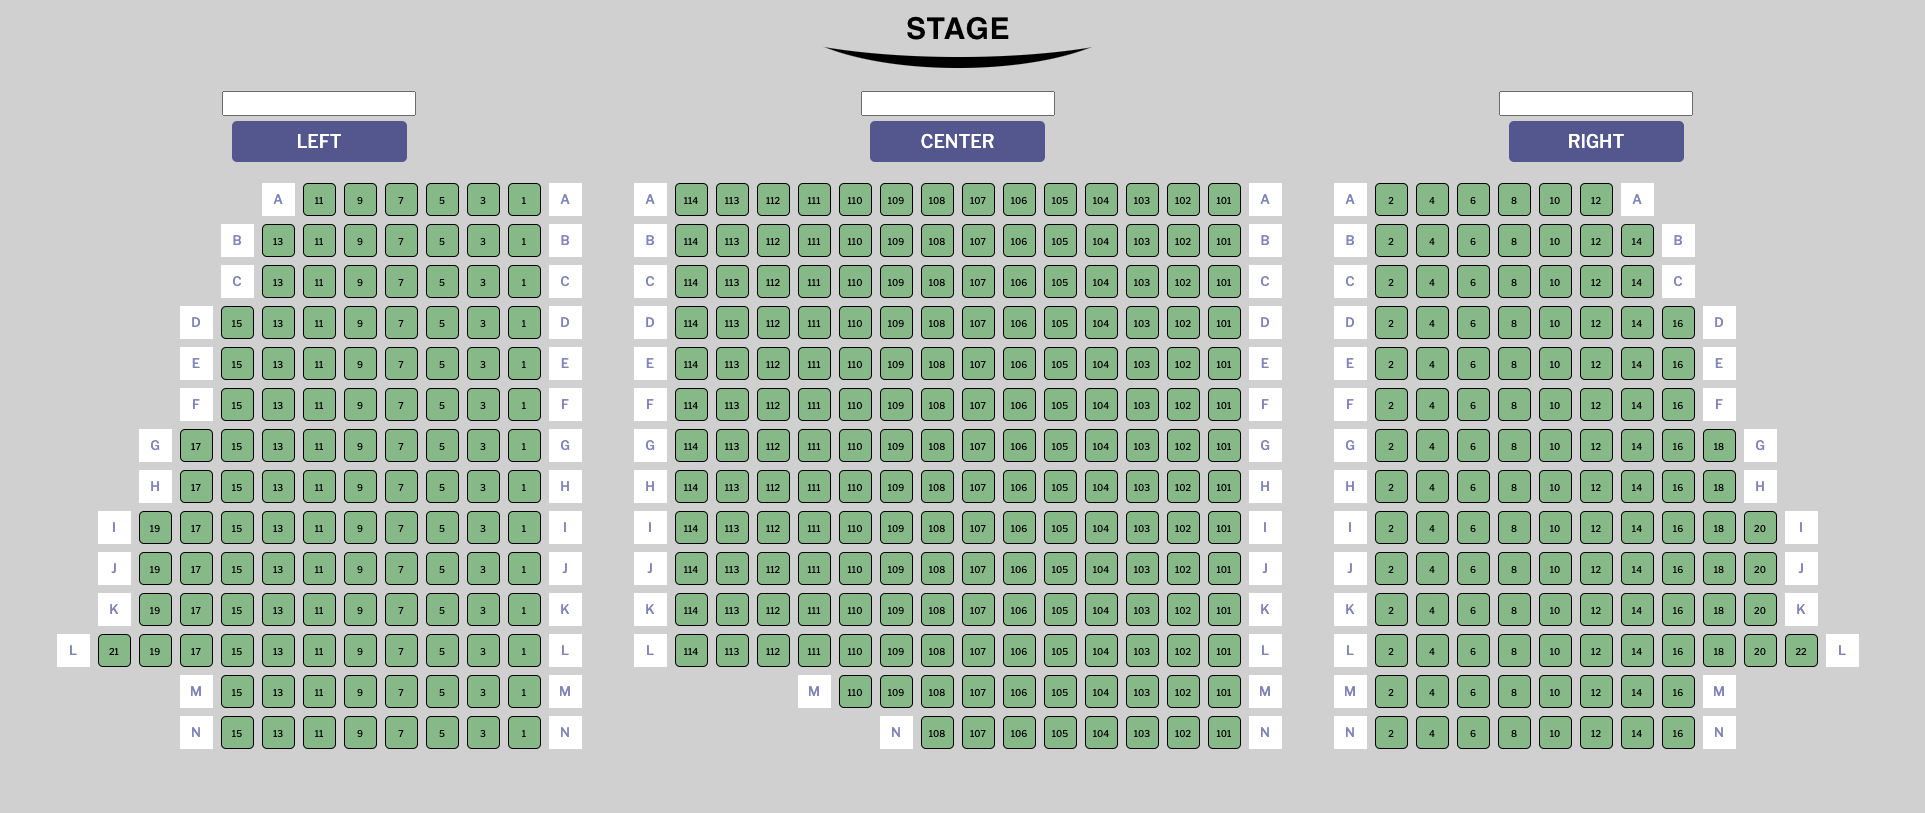 STAGE
LEFT CENTER RIGHT
A 11 9 7 5 3 1 A A 114 113 112 111 110 109 108 107 106 105 104 103 102 101 A A 2 4 6 8 10 12 A
B 13 11 9 7 5 3 1 B B 114 113 112 111 110 109 108 107 106 105 104 103 102 101 B B 2 4 6 8 10 12 14 B
C 13 11 9 7 5 3 1 C C 114 113 112 111 110 109 108 107 106 105 104 103 102 101 C C 2 4 6 8 10 12 14 C
D 15 13 11 9 7 5 3 1 D D 114 113 112 111 110 109 108 107 106 105 104 103 102 101 D D 2 4 6 8 10 12 14 16 D
E 15 13 11 9 7 5 3 1 E E 114 113 112 111 110 109 108 107 106 105 104 103 102 101 E E 2 4 6 8 10 12 14 16 E
F 15 13 11 9 7 5 3 1 F F 114 113 112 111 110 109 108 107 106 105 104 103 102 101 F F 2 4 6 8 10 12 14 16 F
G 17 15 13 11 9 7 5 3 1 G G 114 113 112 111 110 109 108 107 106 105 104 103 102 101 G G 2 4 6 8 10 12 14 16 18 G
H 17 15 13 11 9 7 5 3 1 H H 114 113 112 111 110 109 108 107 106 105 104 103 102 101 H H 2 4 6 8 10 12 14 16 18 H
I 19 17 15 13 11 9 7 5 3 1 I I 114 113 112 111 110 109 108 107 106 105 104 103 102 101 I I 2 4 6 8 10 12 14 16 18 20 I
J 19 17 15 13 11 9 7 5 3 1 J J 114 113 112 111 110 109 108 107 106 105 104 103 102 101 J J 2 4 6 8 10 12 14 16 18 20 J
K 19 17 15 13 11 9 7 5 3 1 K K 114 113 112 111 110 109 108 107 106 105 104 103 102 101 K K 2 4 6 8 10 12 14 16 18 20 K
L 21 19 17 15 13 11 9 7 5 3 1 L L 114 113 112 111 110 109 108 107 106 105 104 103 102 101 L L 2 4 6 8 10 12 14 16 18 20 22 L
M 15 13 11 9 7 5 3 1 M M 110 109 108 107 106 105 104 103 102 101 M M 2 4 6 8 10 12 14 16 M
N 15 13 11 9 7 5 3 1 N N 108 107 106 105 104 103 102 101 N N 2 4 6 8 10 12 14 16 N